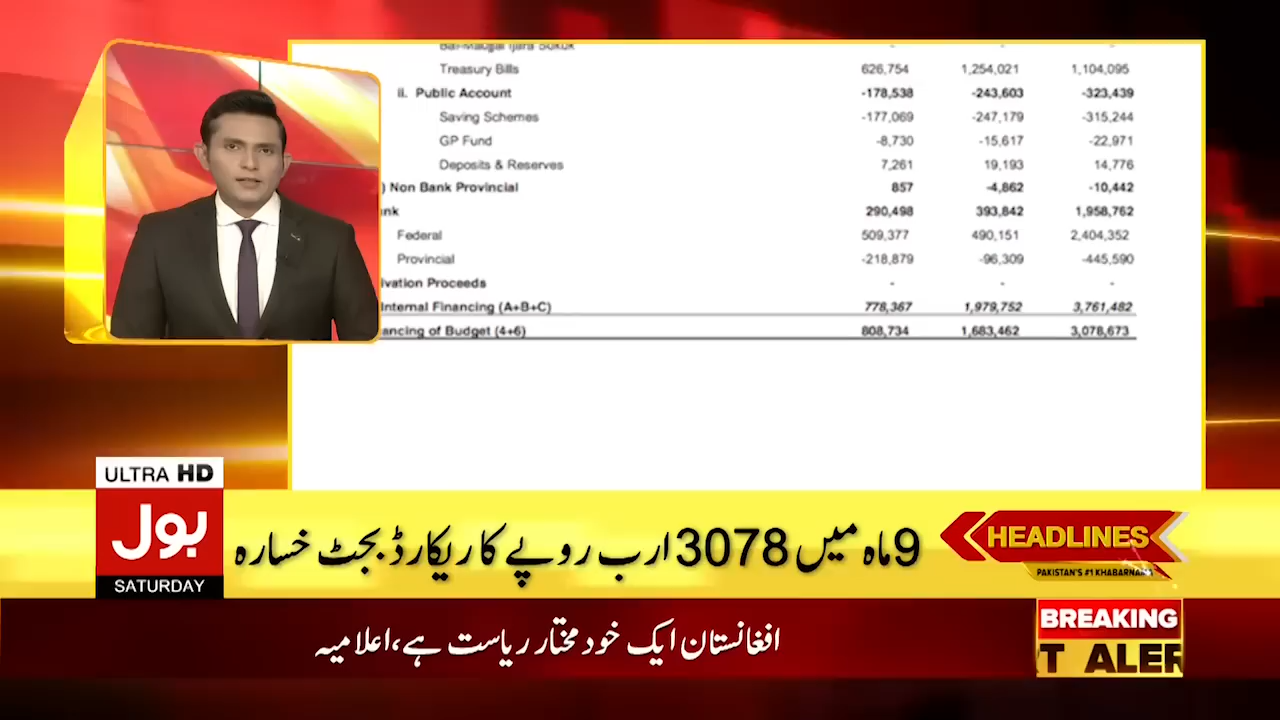 Treasury Bills 626,754 1,254,021 1,104,095
ii. Public Account -178,538 -243,603 -323,439
Saving Schemes -177,069 -247,179 -315,244
GP Fund -8,730 -15,617 -22,971
Deposits & Reserves 7,261 19,193 14,776
) Non Bank Provincial 857 -4,862 -10,442
nk 290,498 393,842 1,958,762
Federal 509,377 490,151 2,404,352
Provincial -218,879 -96,309 -445,590
Proceeds - - -
Internal Financing (A+B+C) 778,367 1,979,752 3,761,482
ancing of Budget (4+6) 808,734 1,683,462 3,078,673
ULTRA HD
بول
SATURDAY
9 ماہ میں 3078 ارب روپے کا ریکارڈ بجٹ خسارہ
HEADLINES
PAKISTAN'S #1 KHABARNAMA
افغانستان ایک خود مختار ریاست ہے، اعلامیہ
BREAKING
T ALER